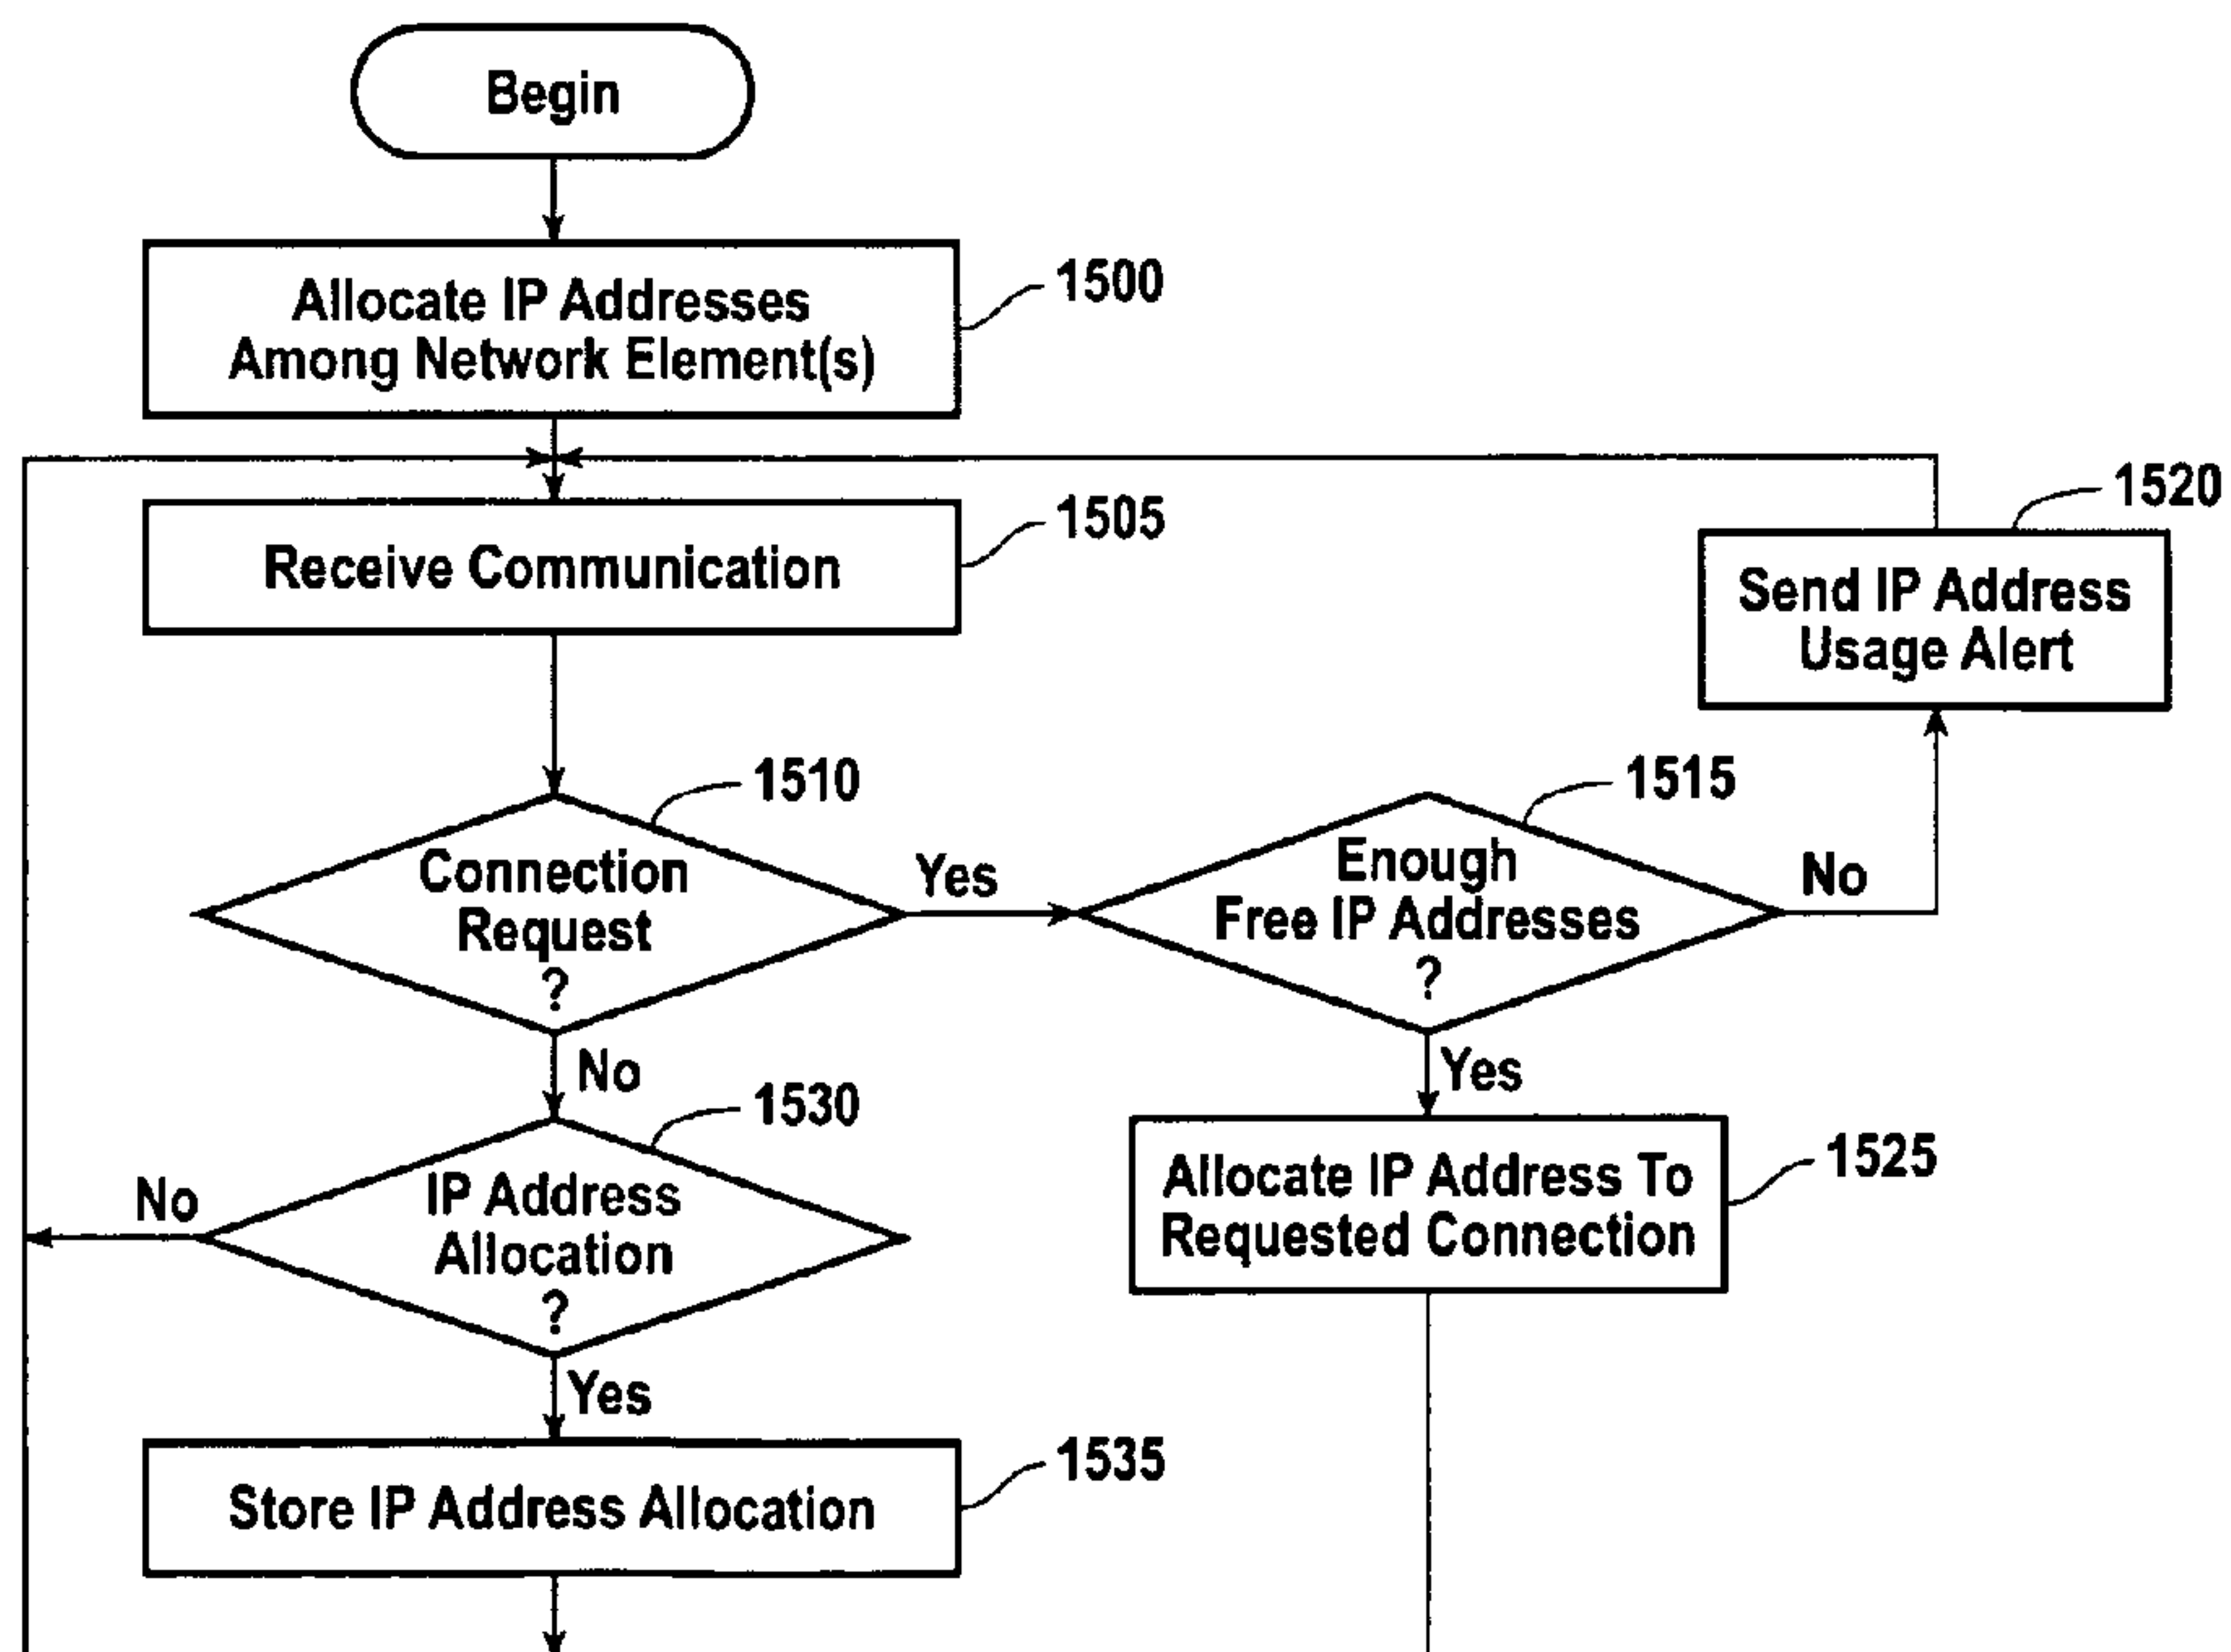 Begin
Allocate IP Addresses
Among Network Element(s)
1500
Receive Communication
1505
Send IP Address
Usage Alert
1520
Connection
Request
?
1510
Yes
Enough
Free IP Addresses
?
1515
No
No
Yes
IP Address
Allocation
?
1530
No
Allocate IP Address To
Requested Connection
1525
Yes
Store IP Address Allocation
1535